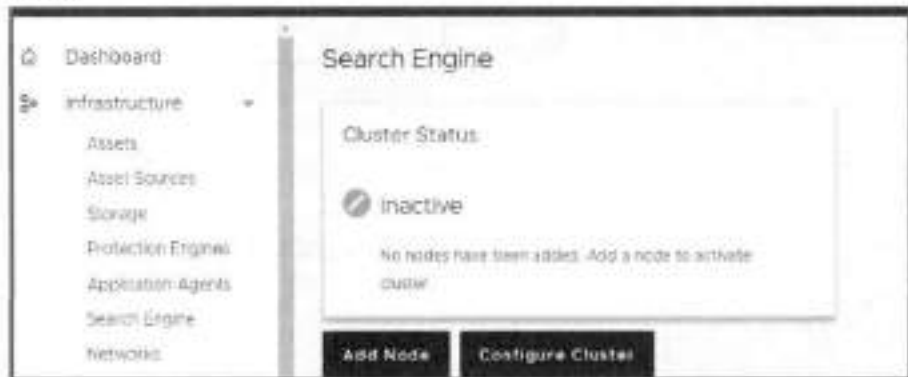 Dashboard
Infrastructure
Assets
Asset Sources
Storage
Protection Engines
Application Agents
Search Engine
Networks
Search Engine
Cluster Status
Inactive
No nodes have been added. Add a node to activate
cluster
Add Node
Configure Cluster